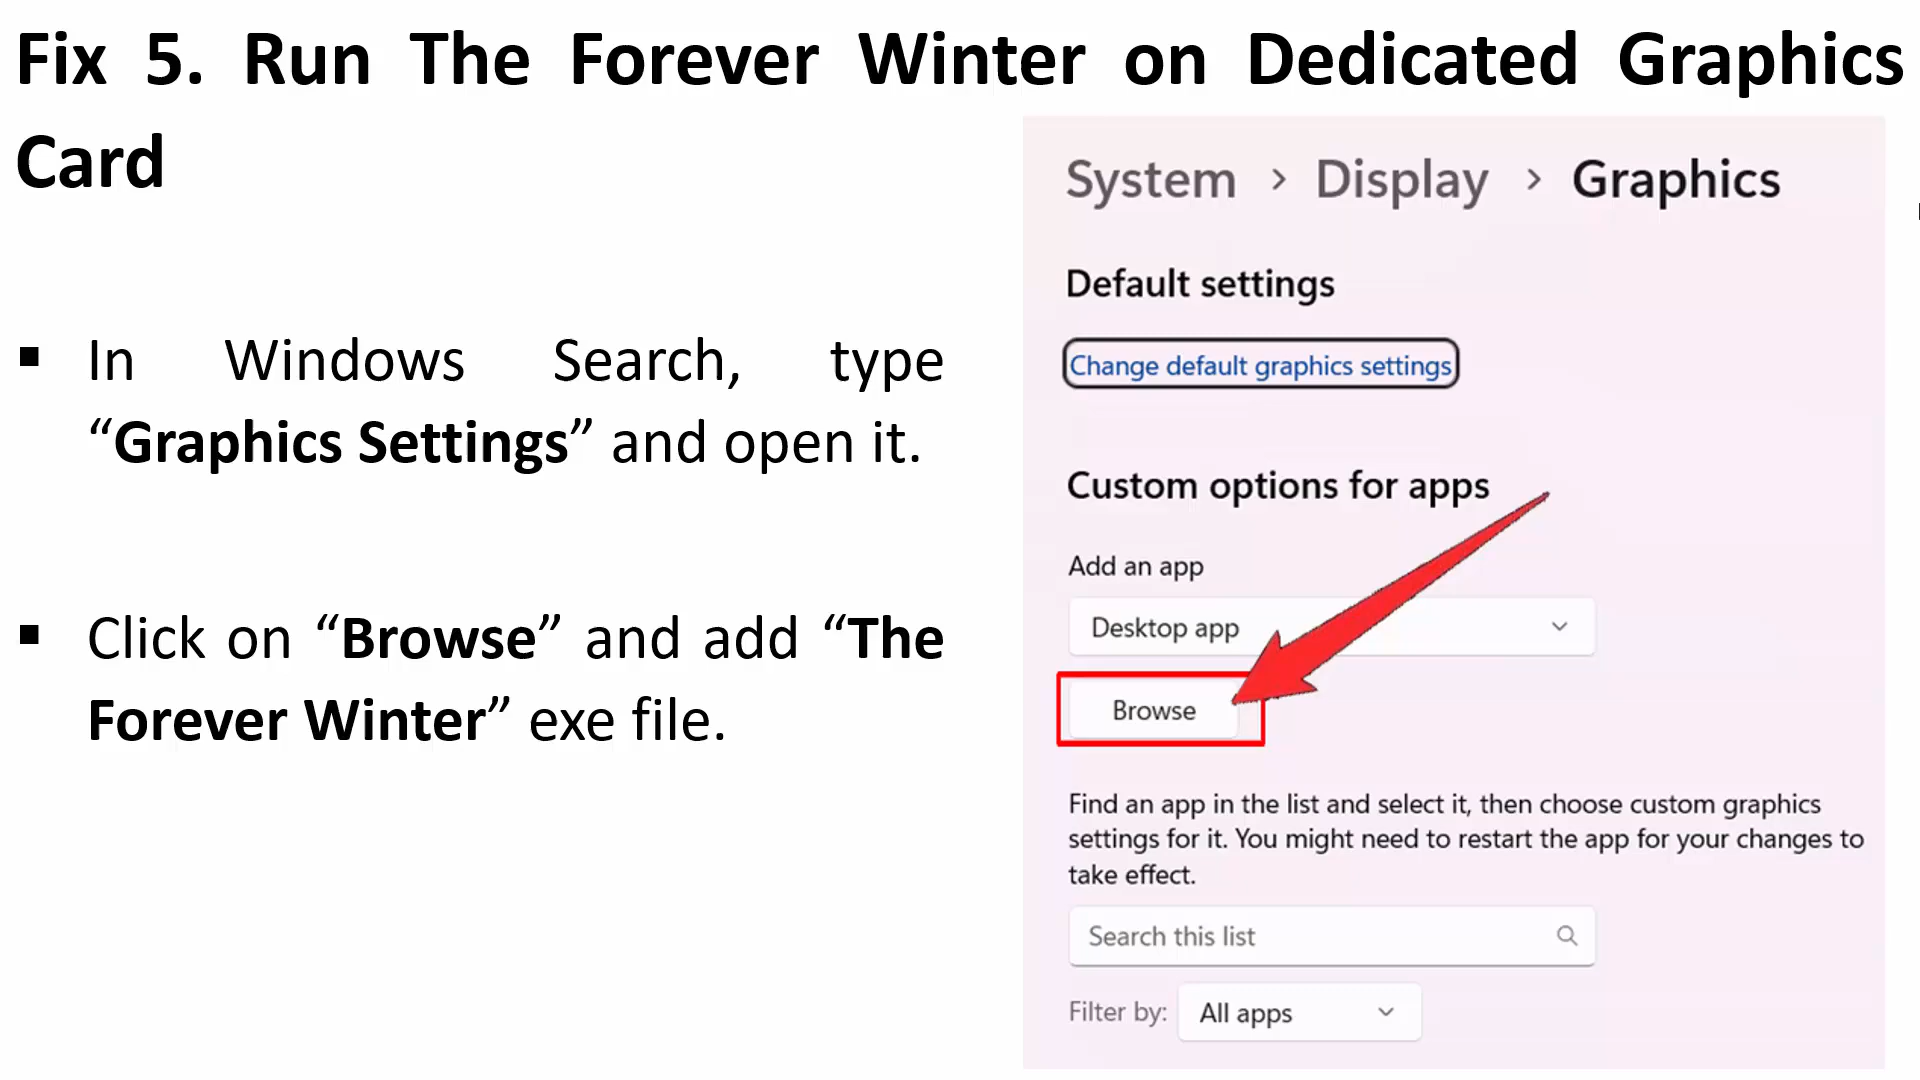 Fix 5. Run The Forever Winter on Dedicated Graphics
Card
In Windows Search, type
“Graphics Settings” and open it.
Click on “Browse” and add “The
Forever Winter” exe file.
System > Display > Graphics
Default settings
Change default graphics settings
Custom options for apps
Add an app
Desktop app
Browse
Find an app in the list and select it, then choose custom graphics
settings for it. You might need to restart the app for your changes to
take effect.
Search this list
Filter by: All apps